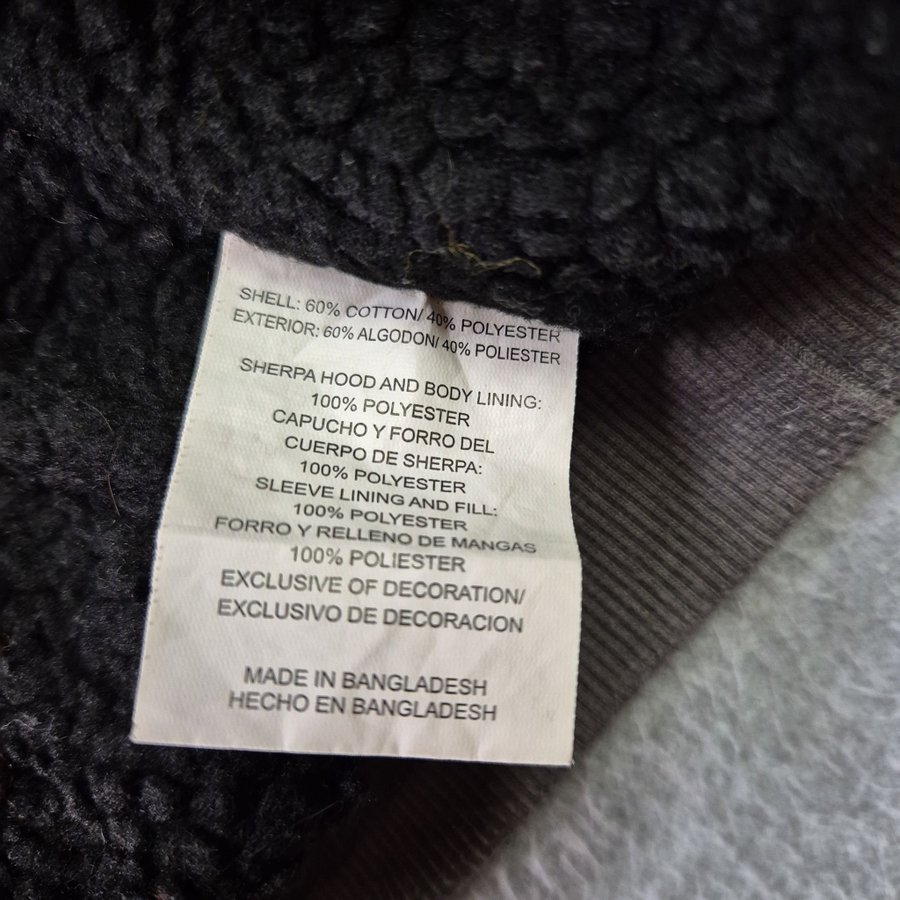 SHELL: 60% COTTON/ 40% POLYESTER
EXTERIOR: 60% ALGODON/ 40% POLIESTER
SHERPA HOOD AND BODY LINING:
100% POLYESTER
CAPUCHO Y FORRO DEL
CUERPO DE SHERPA:
100% POLYESTER
SLEEVE LINING AND FILL:
100% POLYESTER
FORRO Y RELLENO DE MANGAS
100% POLIESTER
EXCLUSIVE OF DECORATION/
EXCLUSIVO DE DECORACION
MADE IN BANGLADESH
HECHO EN BANGLADESH